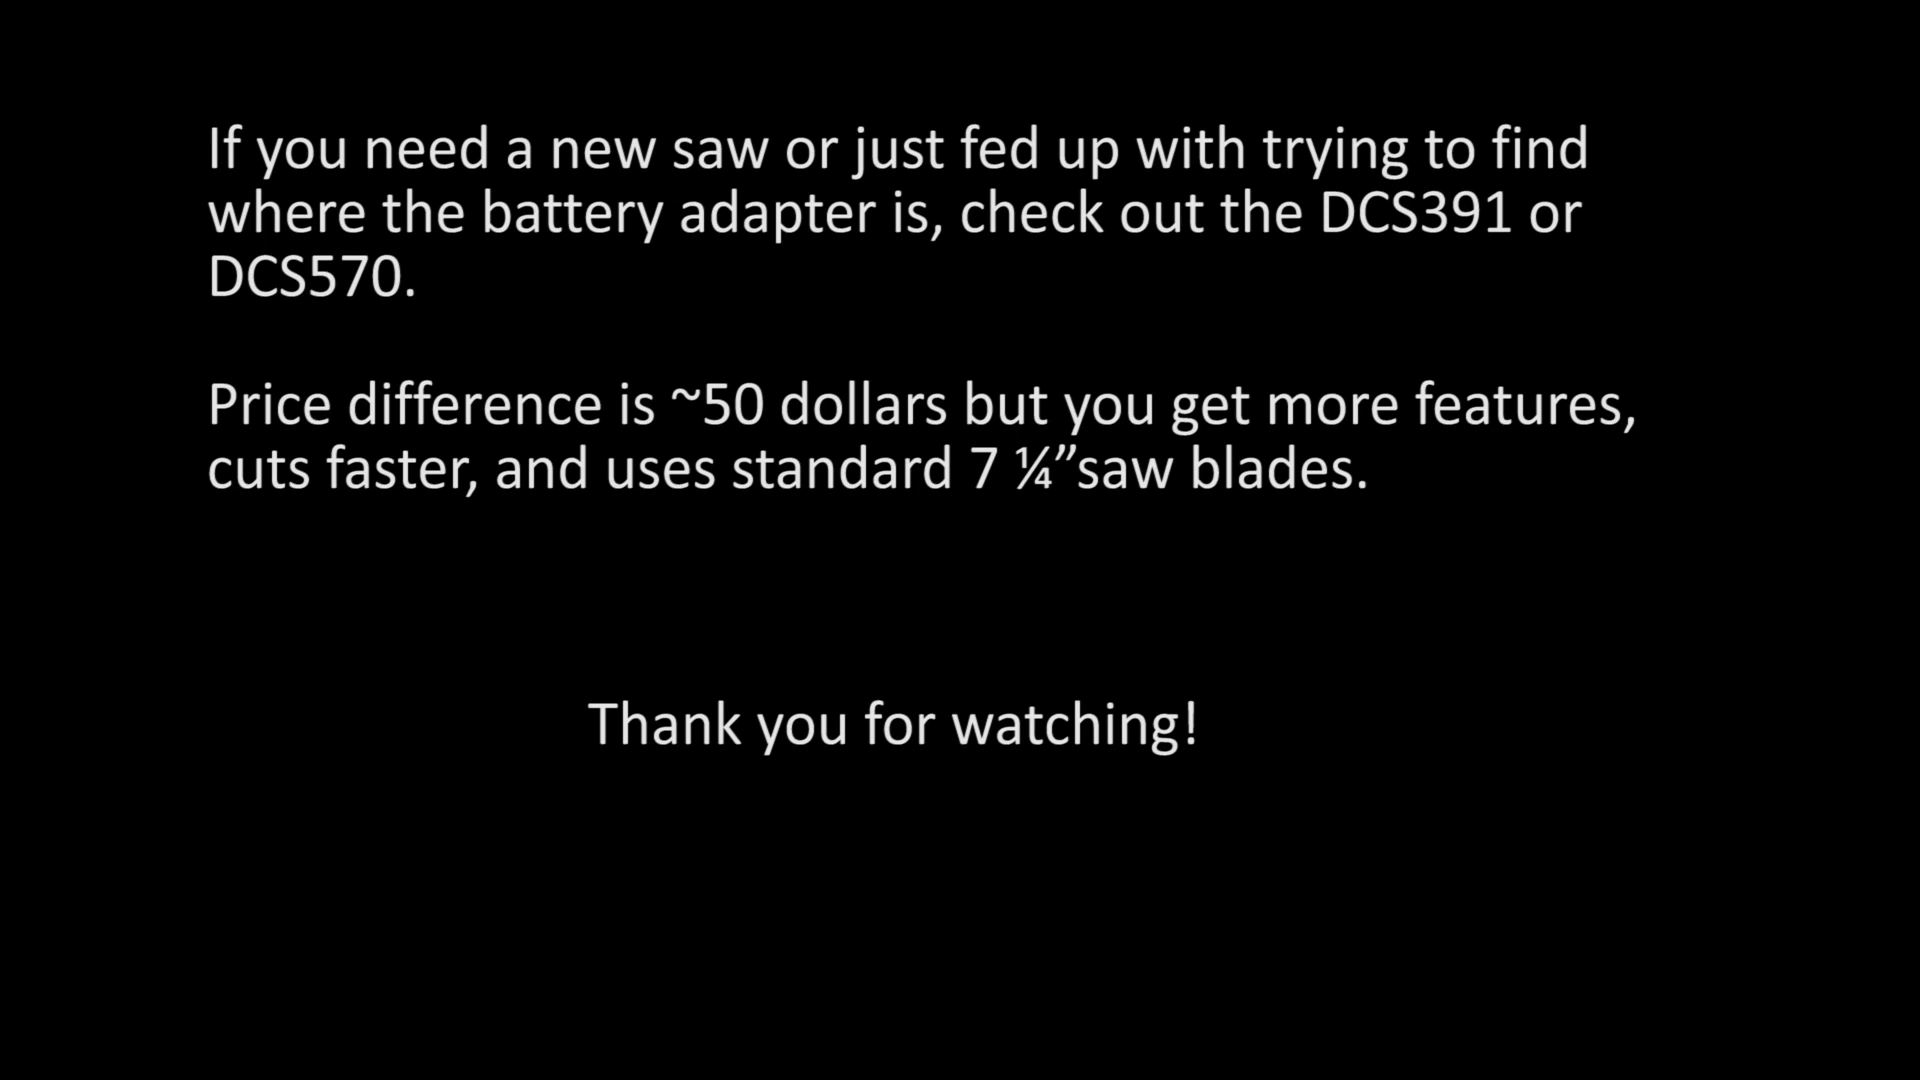 If you need a new saw or just fed up with trying to find
where the battery adapter is, check out the DCS391 or
DCS570.
Price difference is ~50 dollars but you get more features,
cuts faster, and uses standard 7 ¼”saw blades.
Thank you for watching!